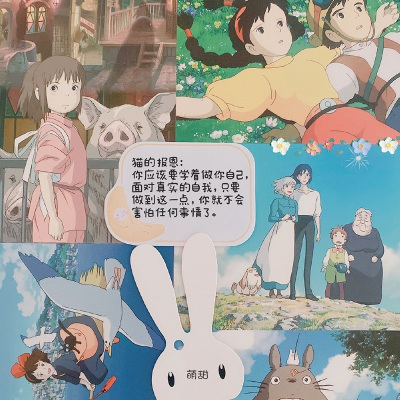 猫的报恩:
你应该要学着做你自己,
面对真实的自我,只要
做到这一点,你就不会
害怕任何事情了。
萌甜